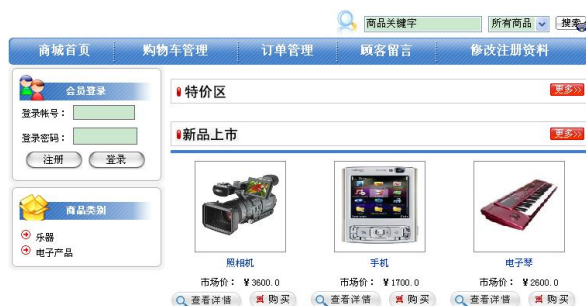 商品关键字 所有商品 搜索
商城首页 购物车管理 订单管理 顾客留言 修改注册资料
会员登录
登录帐号：
登录密码：
注册 登录
商品类别
乐器
电子产品
特价区 更多>>
新品上市 更多>>
照相机 手机 电子琴
市场价：￥3600.0 市场价：￥1700.0 市场价：￥2600.0
查看详情 购买 查看详情 购买 查看详情 购买